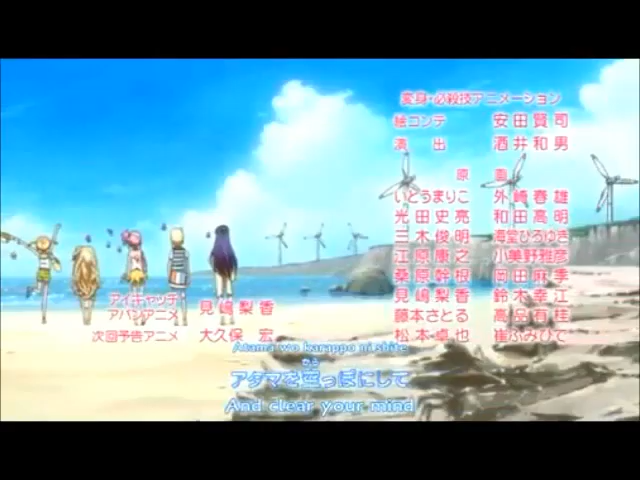 変身・必殺技アニメーション
絵コンテ 安田賢司
演出 酒井和男
原画
いとうまりこ 外崎春雄
光田史亮 和田高明
三木俊明 海堂ひろゆき
江原康之 小美野雅彦
桑原幹根 岡田麻季
見嶋梨香 鈴木幸江
藤本さとる 高品有桂
松本卓也 崔ふみひで
アイキャッチ
アバンアニメ 見嶋梨香
次回予告アニメ 大久保宏
Atama wo karappo ni shite
から
アタマを空っぽにして
And clear your mind